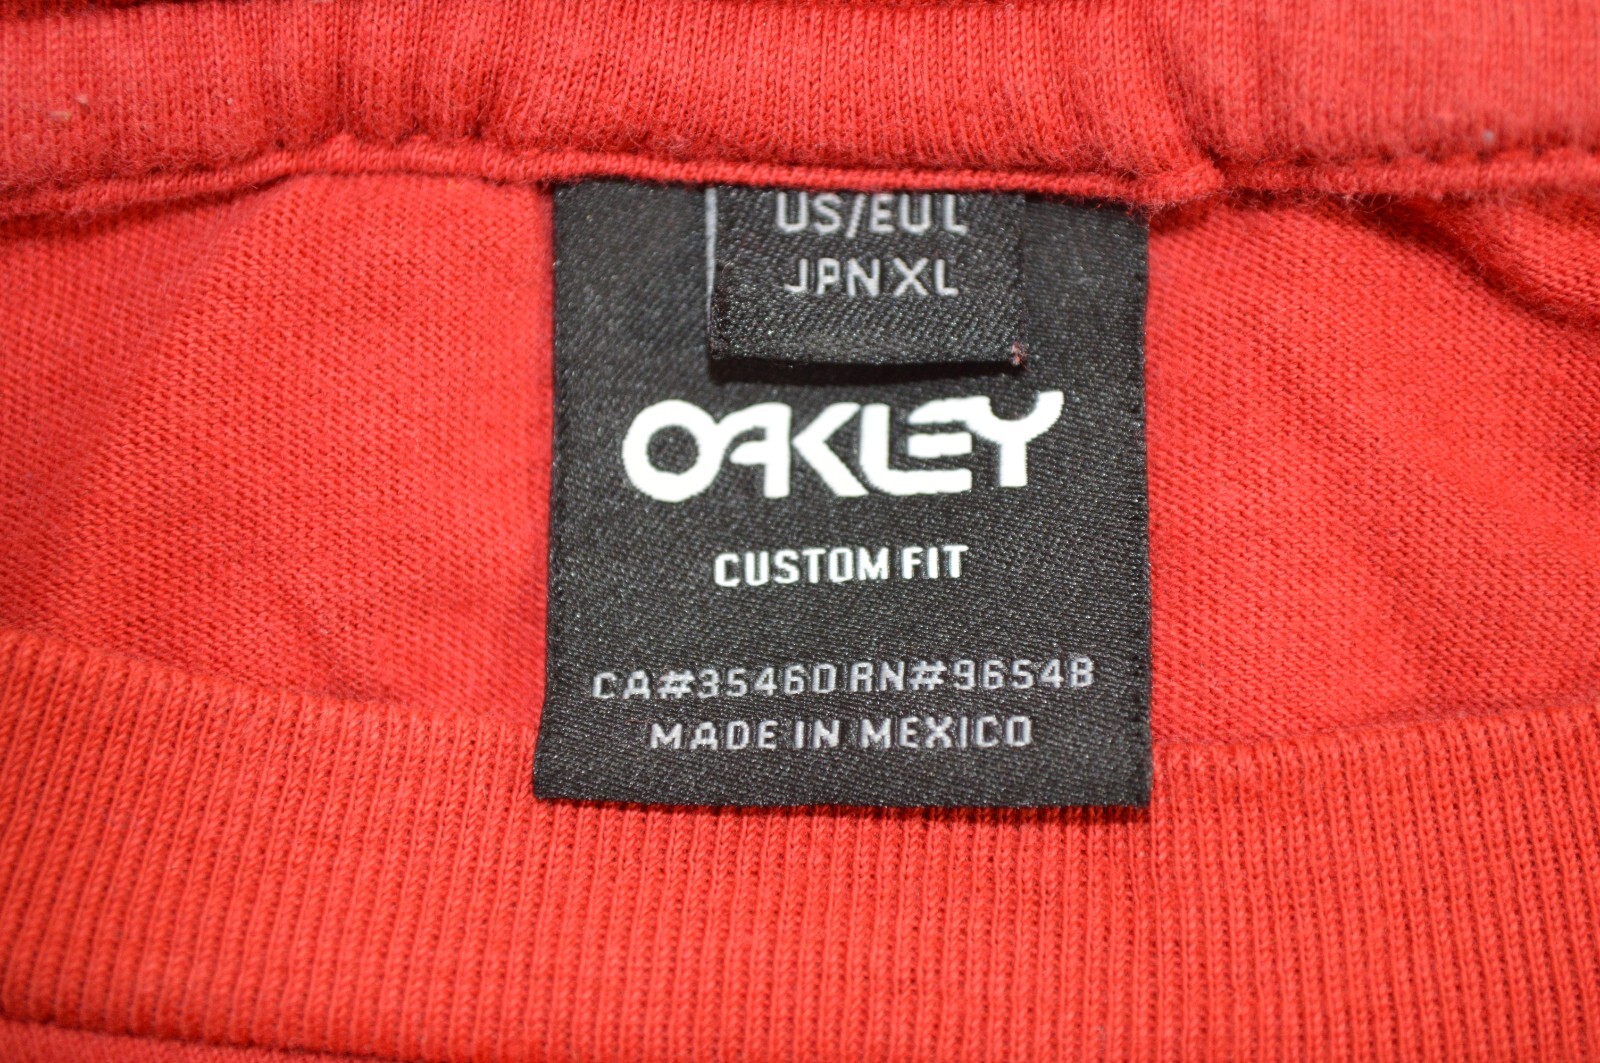 US/EU L
JPN XL
OAKLEY
CUSTOM FIT
CA#35460 RN#96548
MADE IN MEXICO